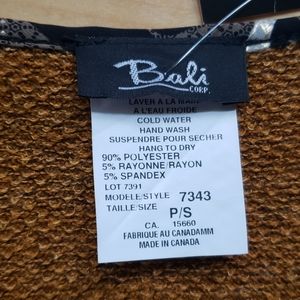 Bali
CORP.
LAVER A LA MAIN
A L'EAU FROIDE
COLD WATER
HAND WASH
SUSPENDRE POUR SECHER
HANG TO DRY
90% POLYESTER
5% RAYONNE/RAYON
5% SPANDEX
LOT 7391
MODELE/STYLE 7343
TAILLE/SIZE P/S
CA. 15660
FABRIQUE AU CANADAMM
MADE IN CANADA